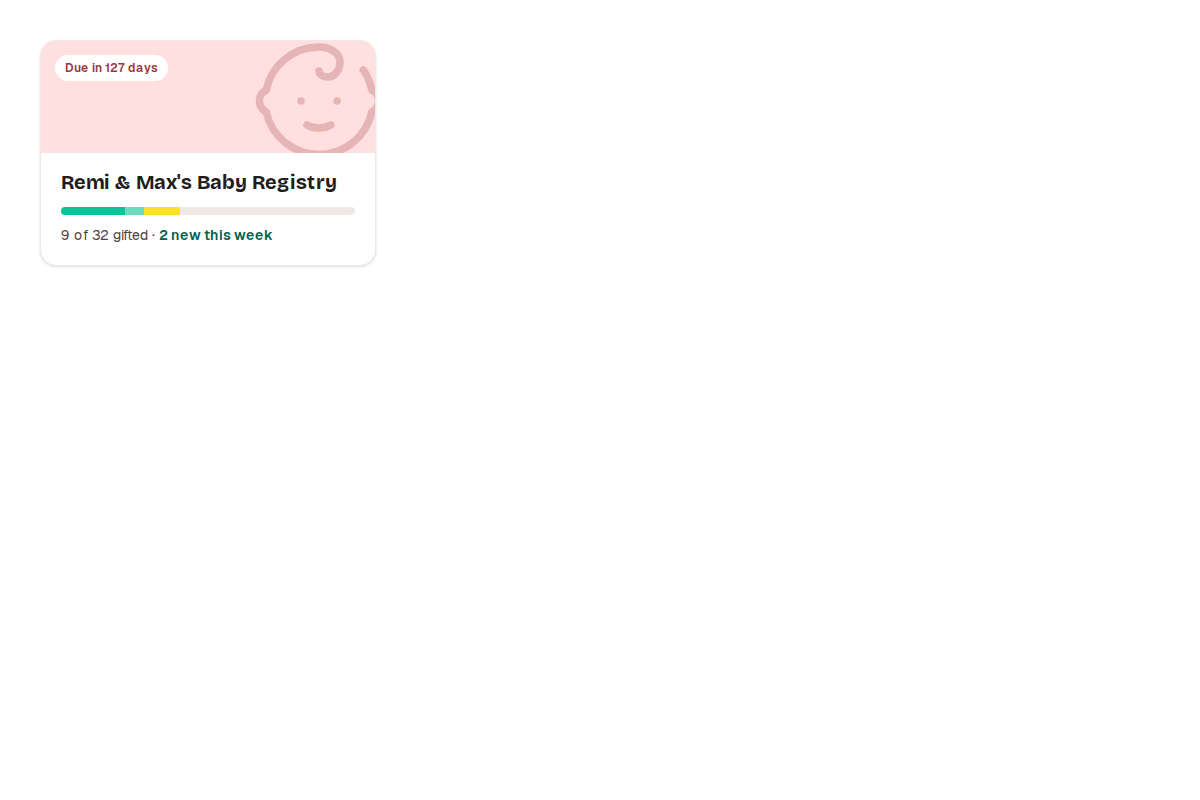 Due in 127 days
Remi & Max's Baby Registry
9 of 32 gifted · 2 new this week